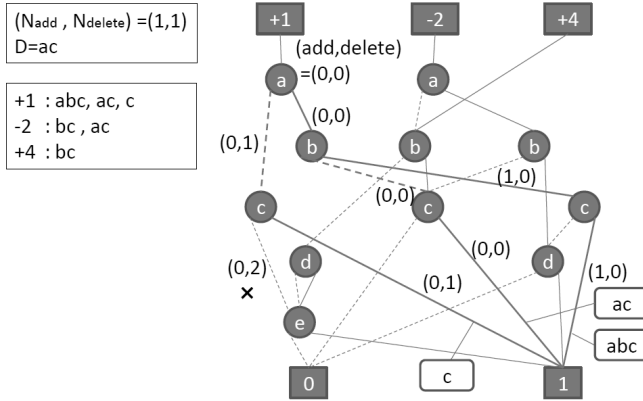 (Nadd , Ndelete) =(1,1)
D=ac
+1 : abc, ac, c
-2 : bc , ac
+4 : bc
+1
-2
+4
(add,delete)
=(0,0)
a
a
(0,0)
(0,1)
b
b
b
(1,0)
(0,0)
c
c
c
(0,2)
×
d
(0,0)
d
(0,1)
(1,0)
e
ac
abc
c
0
1